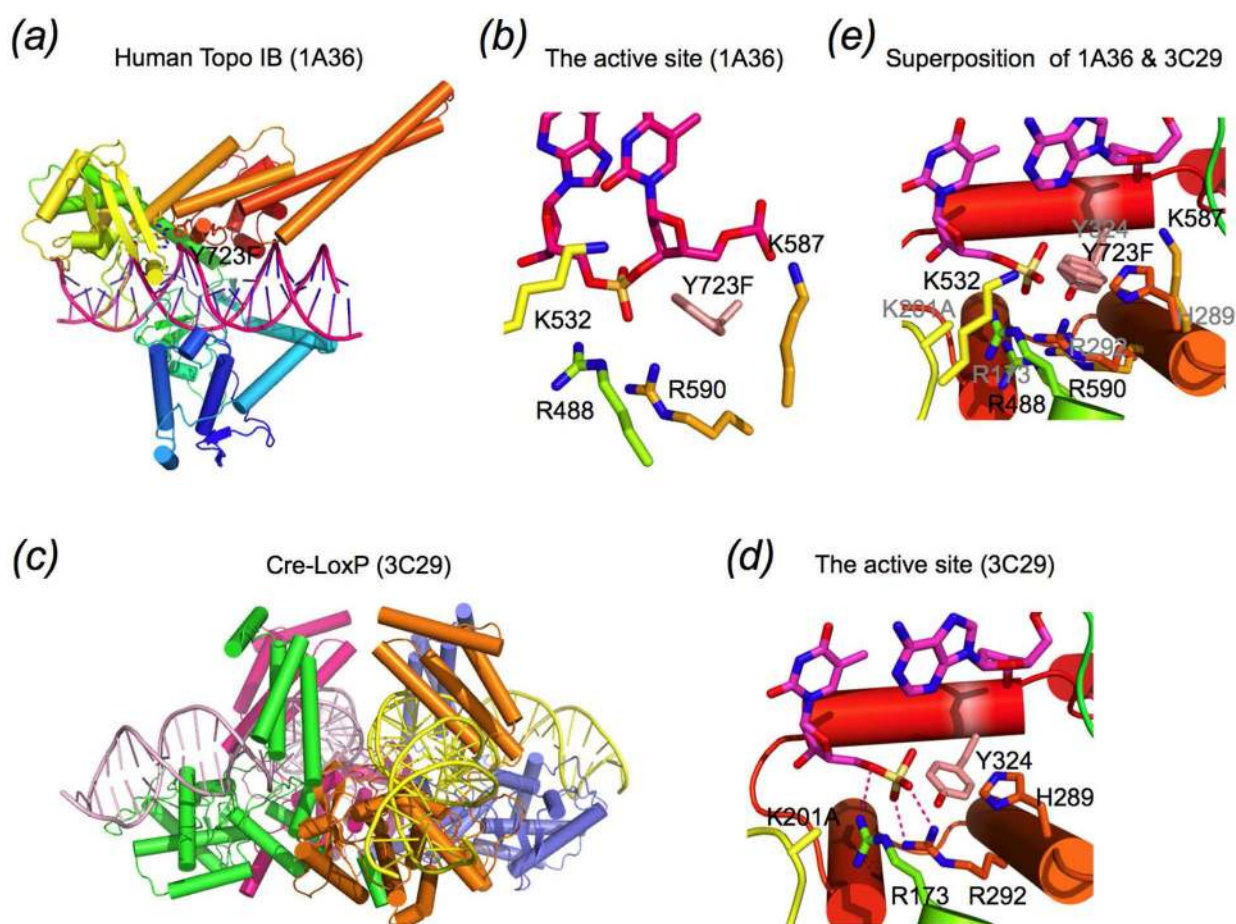 (a)
Human Topo IB (1A36)
Y723F
(b)
The active site (1A36)
K587
Y723F
K532
R590
R488
(e)
Superposition of 1A36 & 3C29
Y324
K587
Y723F
K532
K201A
H289
R292
R173
R590
R488
(c)
Cre-LoxP (3C29)
(d)
The active site (3C29)
Y324
H289
K201A
R173
R292